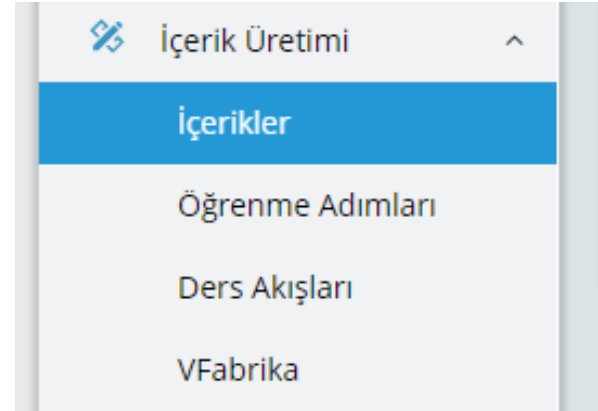 İçerik Üretimi
İçerikler
Öğrenme Adımları
Ders Akışları
VFabrika